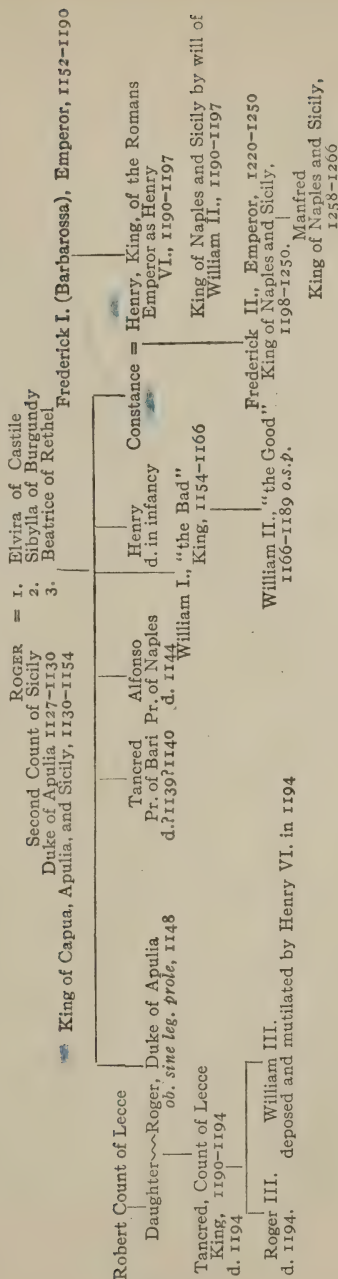 ROGER = 1. Elvira of Castile
Second Count of Sicily 2. Sibylla of Burgundy
Duke of Apulia 1127-1130 3. Beatrice of Rethel
King of Capua, Apulia, and Sicily, 1130-1154
Frederick I. (Barbarossa), Emperor, 1152-1190
Robert Count of Lecce
Daughter~~Roger, Duke of Apulia
ob. sine leg. prole, 1148
Tancred
Pr. of Bari
d.?1139?1140
Alfonso
Pr. of Naples
d. 1144
Henry
d. in infancy
William I., "the Bad"
King, 1154-1166
Constance = Henry, King, of the Romans
Emperor as Henry
VI., 1190-1197
King of Naples and Sicily by will of
William II., 1190-1197
Tancred, Count of Lecce
King, 1190-1194
d. 1194
William II., "the Good"
1166-1189 o.s.p.
Frederick II., Emperor, 1220-1250
King of Naples and Sicily,
1198-1250.
Manfred
King of Naples and Sicily,
1258-1266
Roger III.
d. 1194.
William III.
deposed and mutilated by Henry VI. in 1194